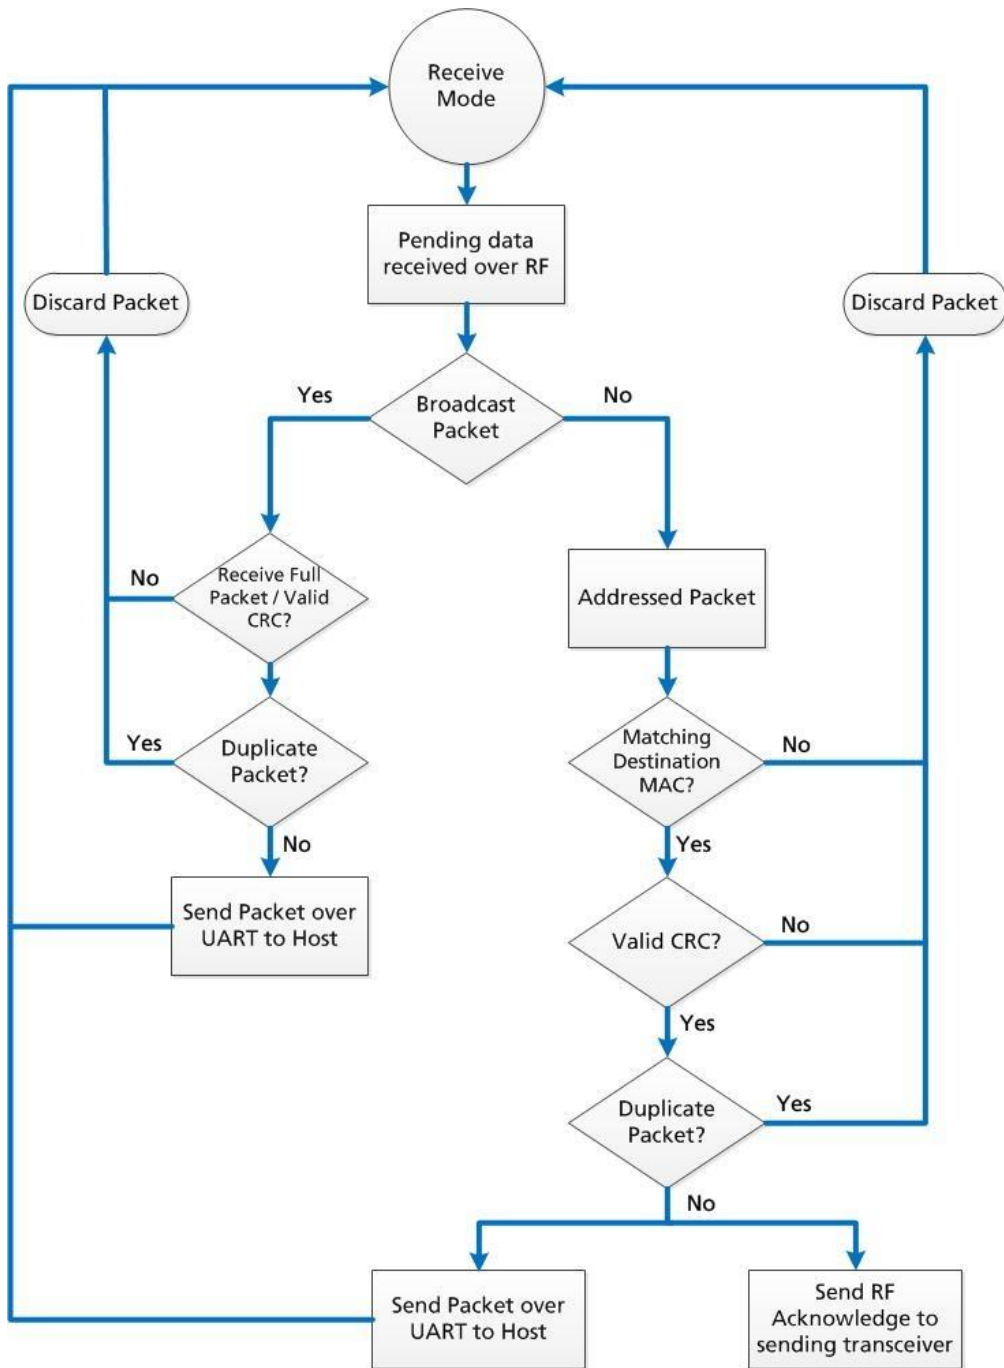 Receive
Mode
Pending data
received over RF
Discard Packet
Discard Packet
Yes
Broadcast
Packet
No
No
Receive Full
Packet / Valid
CRC?
Addressed Packet
Yes
Duplicate
Packet?
Matching
Destination
MAC?
No
No
Yes
Send Packet over
UART to Host
Valid CRC?
No
Yes
Duplicate
Packet?
Yes
No
Send Packet over
UART to Host
Send RF
Acknowledge to
sending transceiver